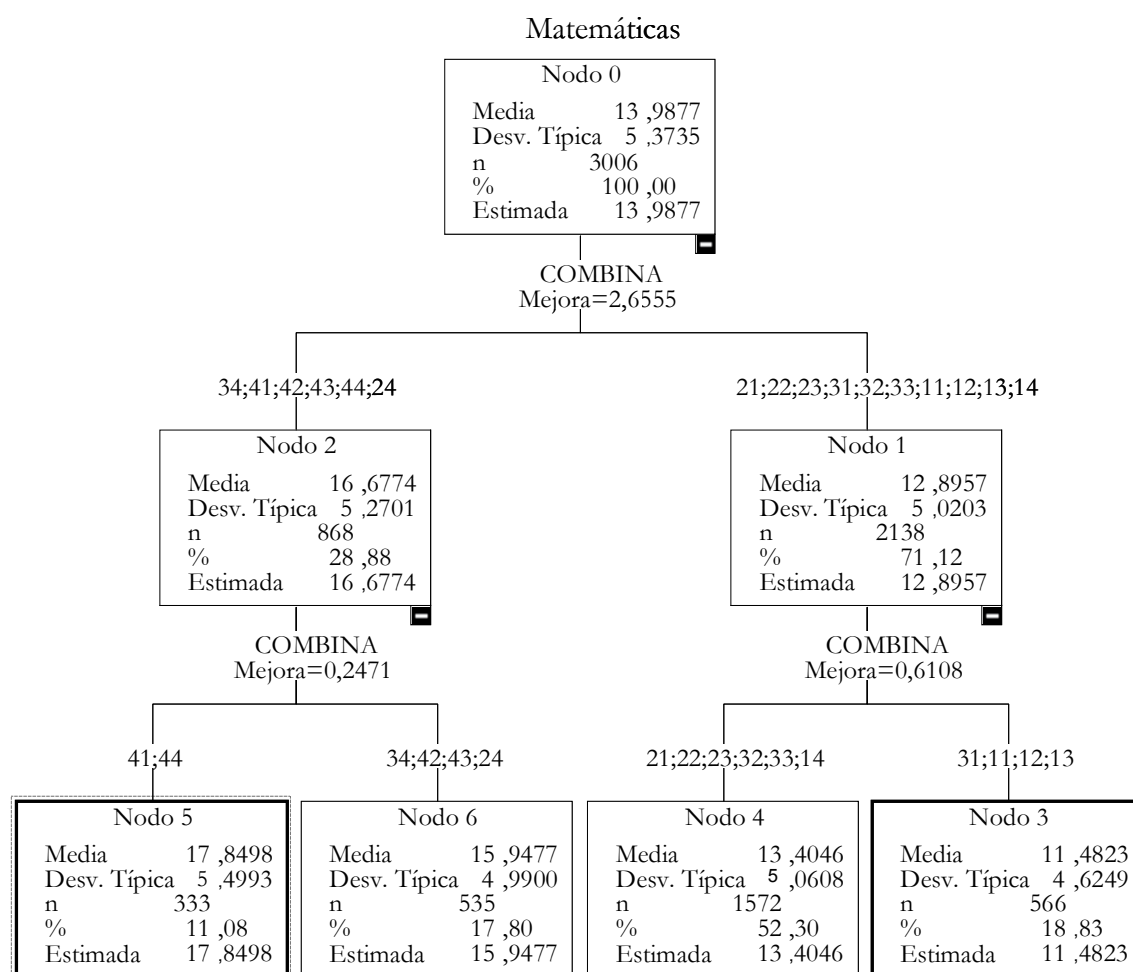 Matemáticas
Nodo 0
Media 13 ,9877
Desv. Típica 5 ,3735
n 3006
% 100 ,00
Estimada 13 ,9877
COMBINA
Mejora=2,6555
34;41;42;43;44;24
21;22;23;31;32;33;11;12;13;14
Nodo 2
Media 16 ,6774
Desv. Típica 5 ,2701
n 868
% 28 ,88
Estimada 16 ,6774
Nodo 1
Media 12 ,8957
Desv. Típica 5 ,0203
n 2138
% 71 ,12
Estimada 12 ,8957
COMBINA
Mejora=0,2471
COMBINA
Mejora=0,6108
41;44
34;42;43;24
21;22;23;32;33;14
31;11;12;13
Nodo 5
Media 17 ,8498
Desv. Típica 5 ,4993
n 333
% 11 ,08
Estimada 17 ,8498
Nodo 6
Media 15 ,9477
Desv. Típica 4 ,9900
n 535
% 17 ,80
Estimada 15 ,9477
Nodo 4
Media 13 ,4046
Desv. Típica 5 ,0608
n 1572
% 52 ,30
Estimada 13 ,4046
Nodo 3
Media 11 ,4823
Desv. Típica 4 ,6249
n 566
% 18 ,83
Estimada 11 ,4823